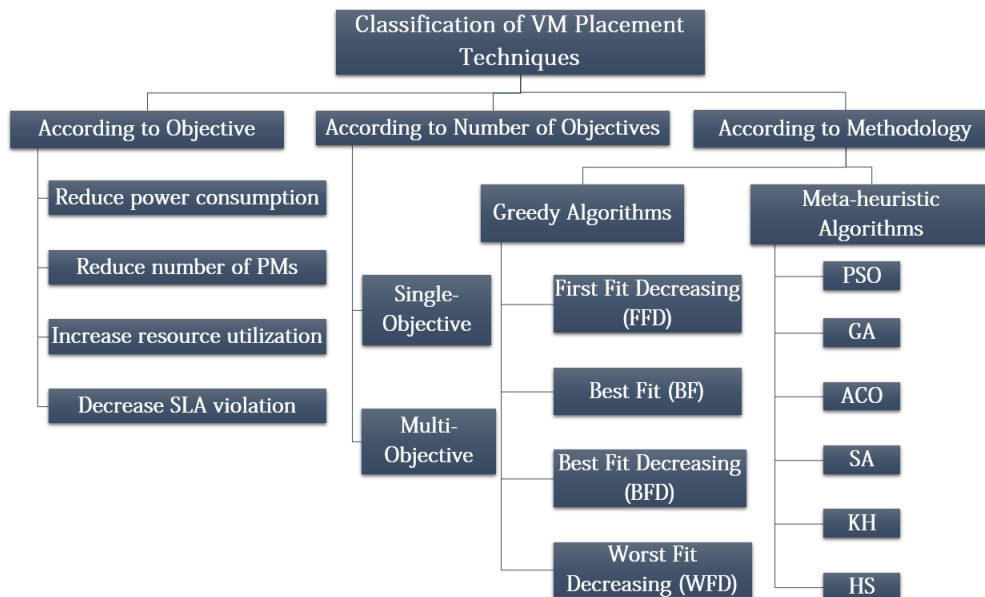 Classification of VM Placement
Techniques
According to Objective
Reduce power consumption
Reduce number of PMs
Increase resource utilization
Decrease SLA violation
According to Number of Objectives
Single-
Objective
Multi-
Objective
According to Methodology
Greedy Algorithms
First Fit Decreasing
(FFD)
Best Fit (BF)
Best Fit Decreasing
(BFD)
Worst Fit
Decreasing (WFD)
Meta-heuristic
Algorithms
PSO
GA
ACO
SA
KH
HS